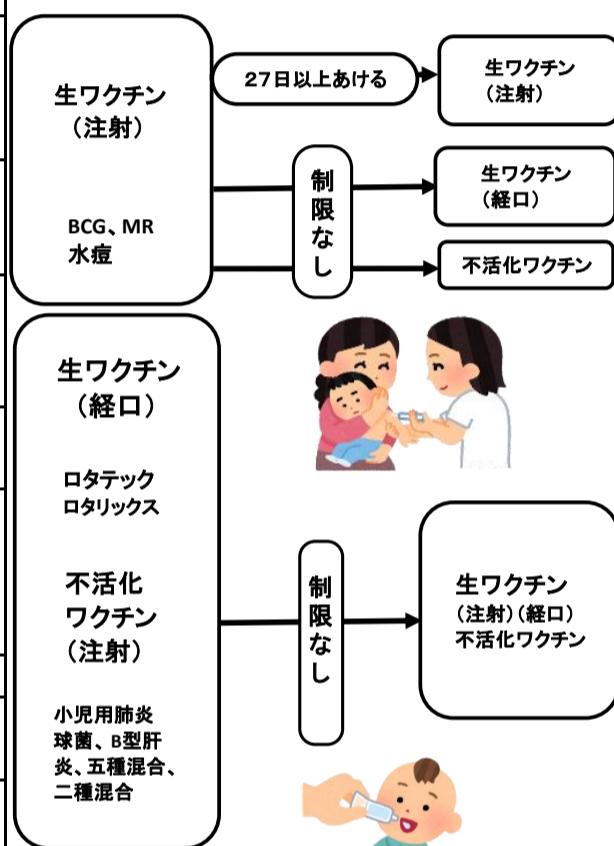 生ワクチン
（注射）
BCG、MR
水痘
27日以上あける
生ワクチン
（注射）
制限なし
生ワクチン
（経口）
不活化ワクチン
生ワクチン
（経口）
ロタテック
ロタリックス
不活化
ワクチン
（注射）
小児用肺炎
球菌、B型肝
炎、五種混合、
二種混合
制限なし
生ワクチン
（注射）（経口）
不活化ワクチン